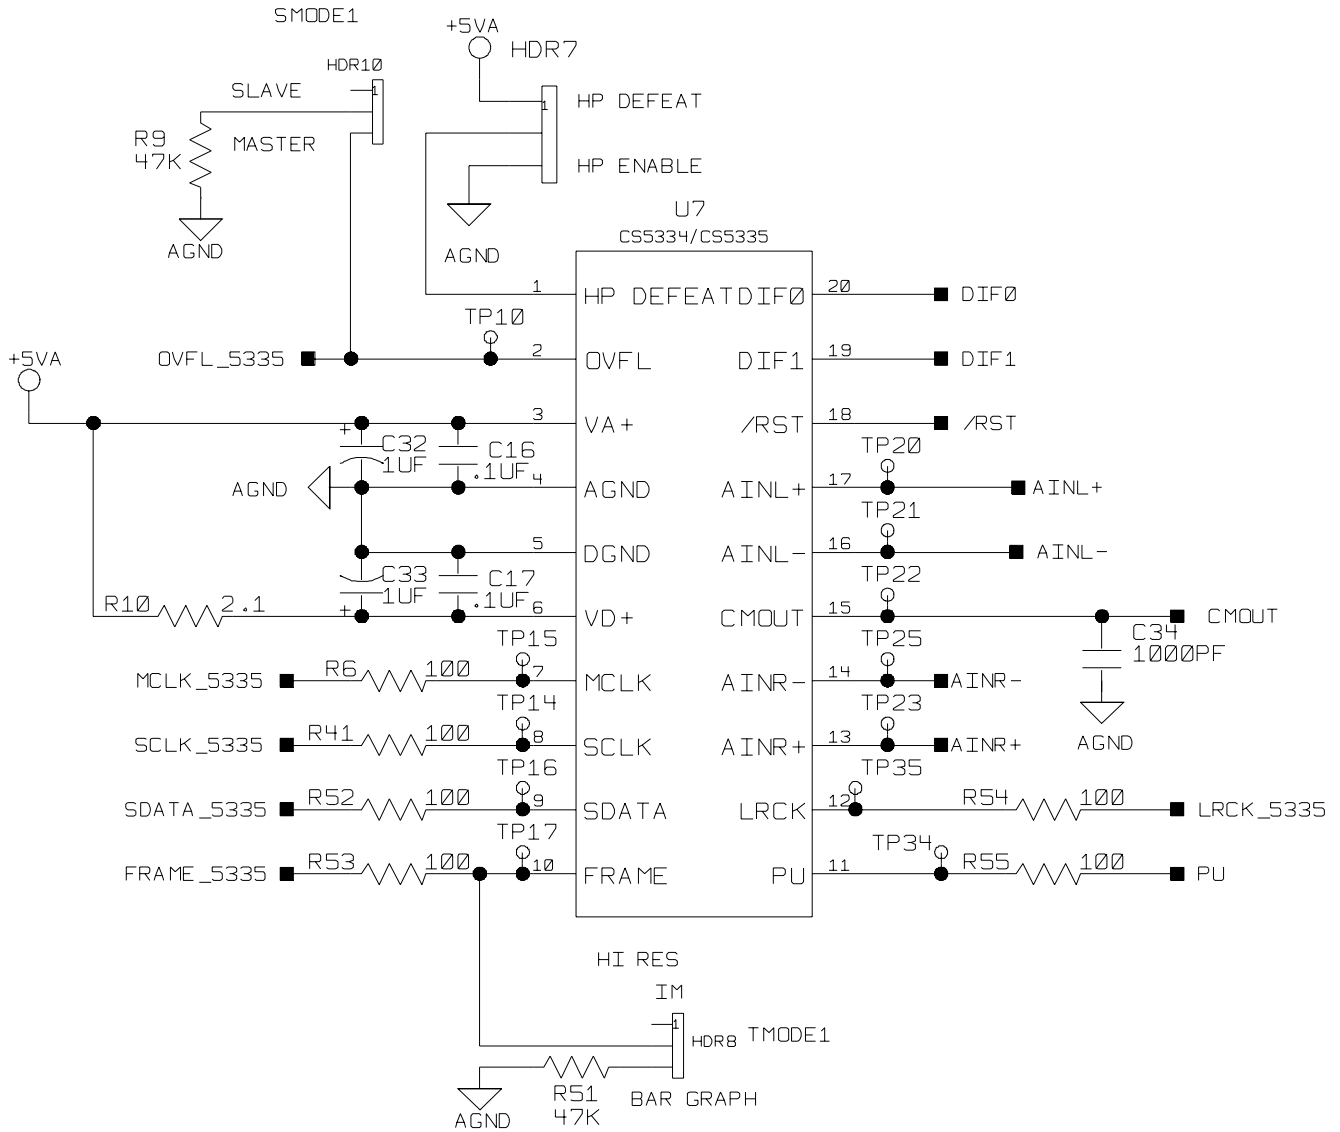 SMODE1
+5VA
HDR7
HDR10
1
SLAVE
1
HP DEFEAT
R9
47K
MASTER
HP ENABLE
AGND
AGND
U7
CS5334/CS5335
1
HP DEFEAT
DIF0
20
DIF0
TP10
+5VA
OVFL_5335
2
OVFL
DIF1
19
DIF1
3
VA+
/RST
18
/RST
+
C32
1UF
C16
.1UF
TP20
AGND
4
AGND
AINL+
17
AINL+
TP21
5
DGND
AINL-
16
AINL-
C33
1UF
C17
.1UF
TP22
R10
2.1
+
6
VD+
CMOUT
15
CMOUT
C34
1000PF
AGND
TP15
TP25
MCLK_5335
R6
100
7
MCLK
AINR-
14
AINR-
TP14
TP23
SCLK_5335
R41
100
8
SCLK
AINR+
13
AINR+
TP16
TP35
SDATA_5335
R52
100
9
SDATA
LRCK
12
R54
100
LRCK_5335
TP17
TP34
FRAME_5335
R53
100
10
FRAME
PU
11
R55
100
PU
HI RES
IM
1
HDR8
TMODE1
R51
47K
AGND
BAR GRAPH